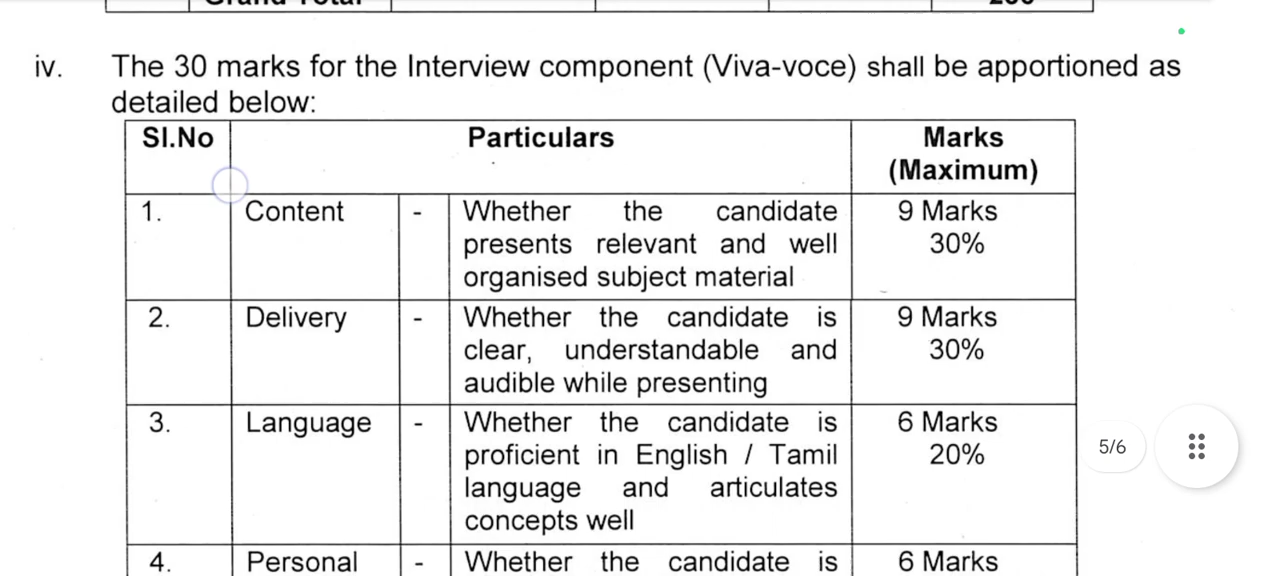 iv. The 30 marks for the Interview component (Viva-voce) shall be apportioned as
detailed below:
Sl.No Particulars Marks
(Maximum)
1. Content - Whether the candidate 9 Marks
presents relevant and well 30%
organised subject material
2. Delivery - Whether the candidate is 9 Marks
clear, understandable and 30%
audible while presenting
3. Language - Whether the candidate is 6 Marks
proficient in English / Tamil 20%
language and articulates
concepts well
5/6
4. Personal - Whether the candidate is 6 Marks